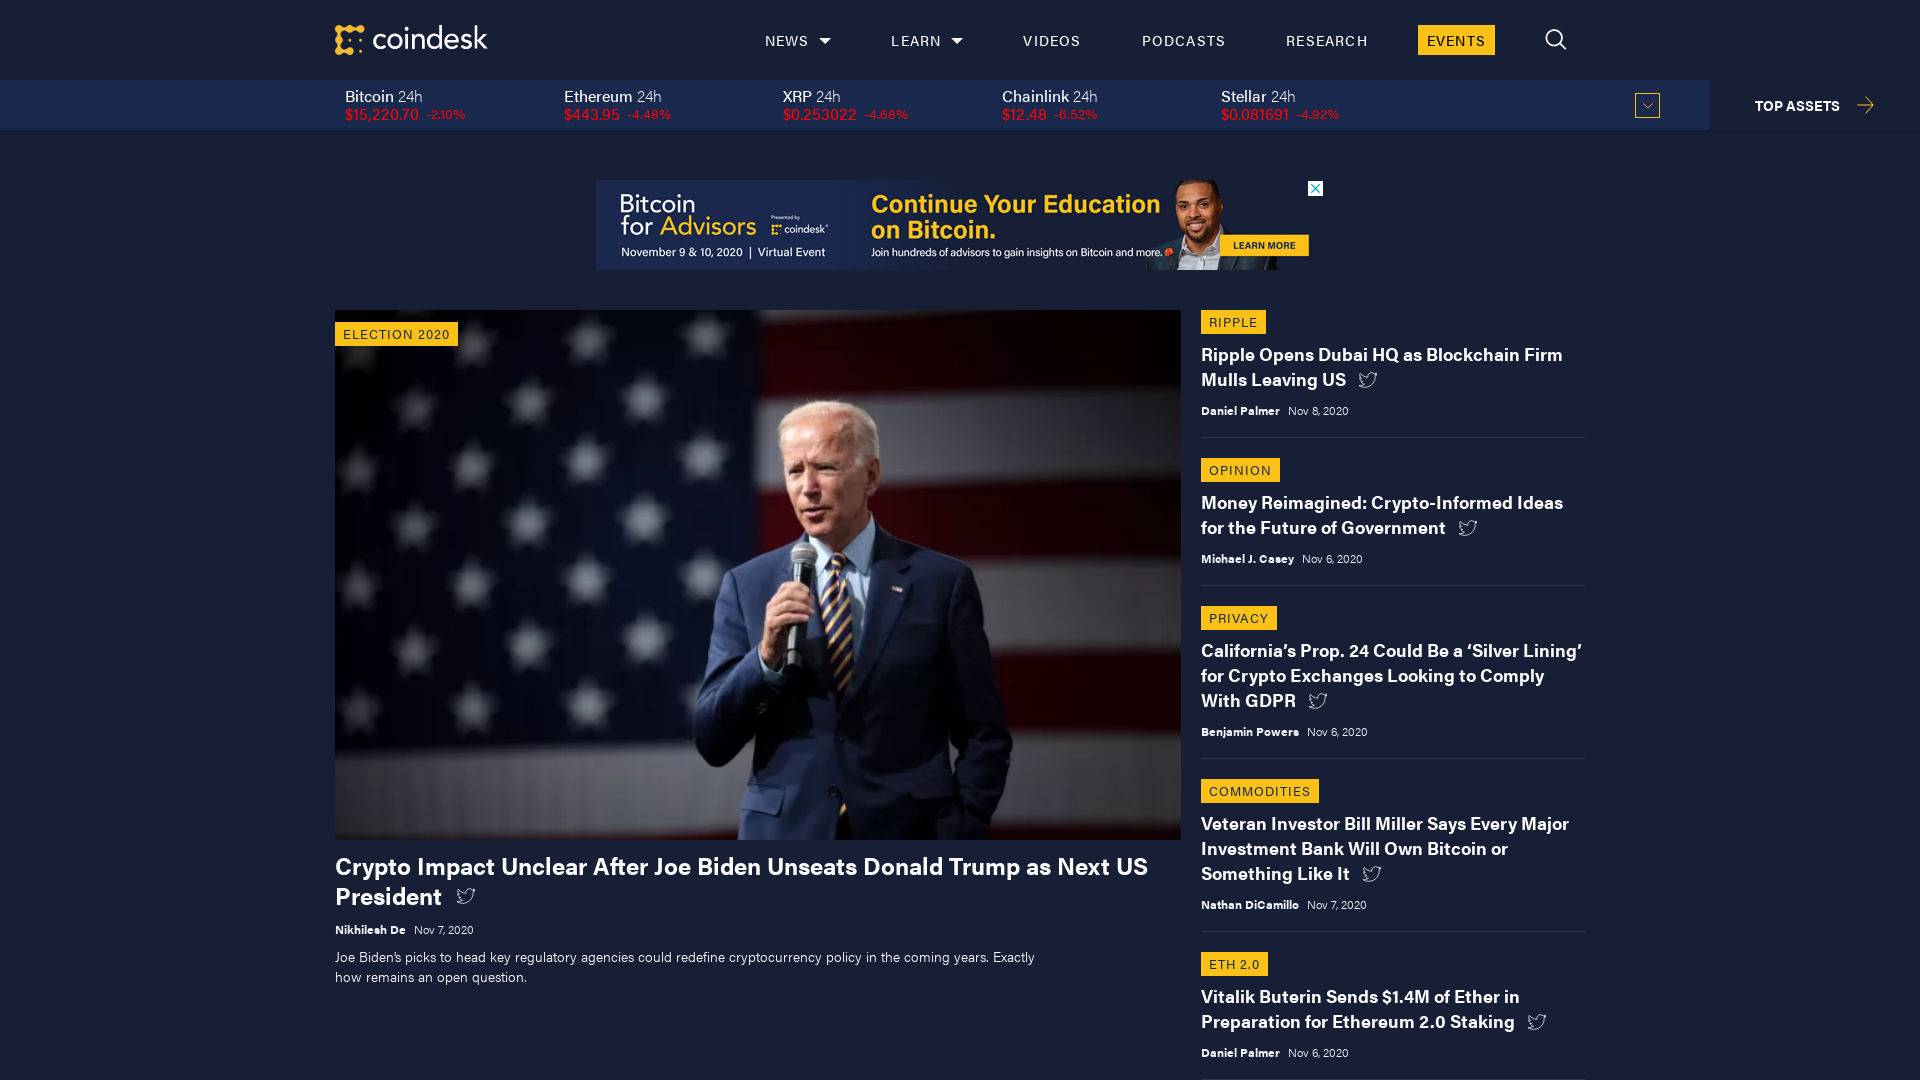 coindesk
NEWS
LEARN
VIDEOS
PODCASTS
RESEARCH
EVENTS
Bitcoin 24h
$15,220.70 -2.10%
Ethereum 24h
$443.95 -4.48%
XRP 24h
$0.253022 -4.68%
Chainlink 24h
$12.48 -6.52%
Stellar 24h
$0.081691 -4.92%
TOP ASSETS
Bitcoin
for Advisors
Presented by
coindesk
November 9 & 10, 2020 | Virtual Event
Continue Your Education
on Bitcoin.
Join hundreds of advisors to gain insights on Bitcoin and more.
LEARN MORE
ELECTION 2020
Crypto Impact Unclear After Joe Biden Unseats Donald Trump as Next US
President
Nikhilesh De Nov 7, 2020
Joe Biden’s picks to head key regulatory agencies could redefine cryptocurrency policy in the coming years. Exactly
how remains an open question.
RIPPLE
Ripple Opens Dubai HQ as Blockchain Firm
Mulls Leaving US
Daniel Palmer Nov 8, 2020
OPINION
Money Reimagined: Crypto-Informed Ideas
for the Future of Government
Michael J. Casey Nov 6, 2020
PRIVACY
California’s Prop. 24 Could Be a ‘Silver Lining’
for Crypto Exchanges Looking to Comply
With GDPR
Benjamin Powers Nov 6, 2020
COMMODITIES
Veteran Investor Bill Miller Says Every Major
Investment Bank Will Own Bitcoin or
Something Like It
Nathan DiCamillo Nov 7, 2020
ETH 2.0
Vitalik Buterin Sends $1.4M of Ether in
Preparation for Ethereum 2.0 Staking
Daniel Palmer Nov 6, 2020